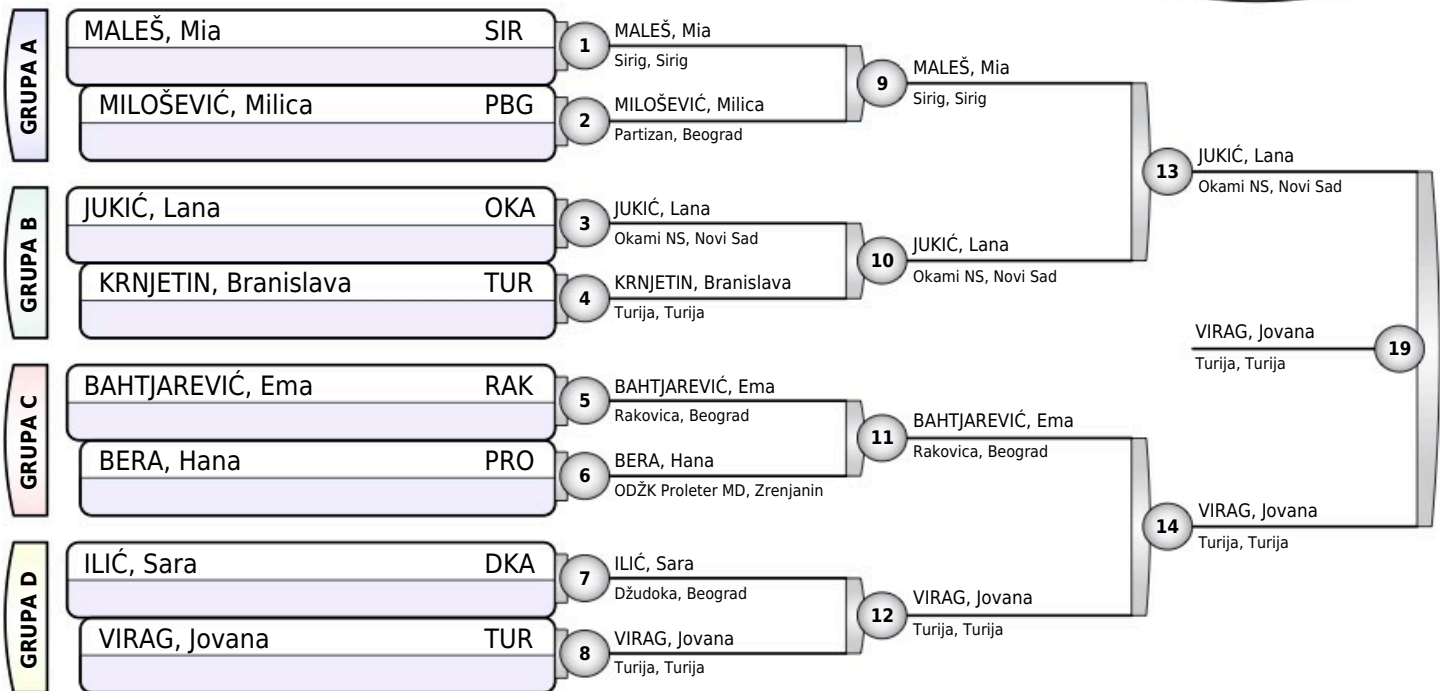 GRUPA A
MALEŠ, Mia SIR
MILOŠEVIĆ, Milica PBG
1
MALEŠ, Mia
Sirig, Sirig
2
MILOŠEVIĆ, Milica
Partizan, Beograd
9
MALEŠ, Mia
Sirig, Sirig
GRUPA B
JUKIĆ, Lana OKA
KRNJETIN, Branislava TUR
3
JUKIĆ, Lana
Okami NS, Novi Sad
4
KRNJETIN, Branislava
Turija, Turija
10
JUKIĆ, Lana
Okami NS, Novi Sad
13
JUKIĆ, Lana
Okami NS, Novi Sad
GRUPA C
BAHTJAREVIĆ, Ema RAK
BERA, Hana PRO
5
BAHTJAREVIĆ, Ema
Rakovica, Beograd
6
BERA, Hana
ODŽK Proleter MD, Zrenjanin
11
BAHTJAREVIĆ, Ema
Rakovica, Beograd
GRUPA D
ILIĆ, Sara DKA
VIRAG, Jovana TUR
7
ILIĆ, Sara
Džudoka, Beograd
8
VIRAG, Jovana
Turija, Turija
12
VIRAG, Jovana
Turija, Turija
14
VIRAG, Jovana
Turija, Turija
VIRAG, Jovana
Turija, Turija
19